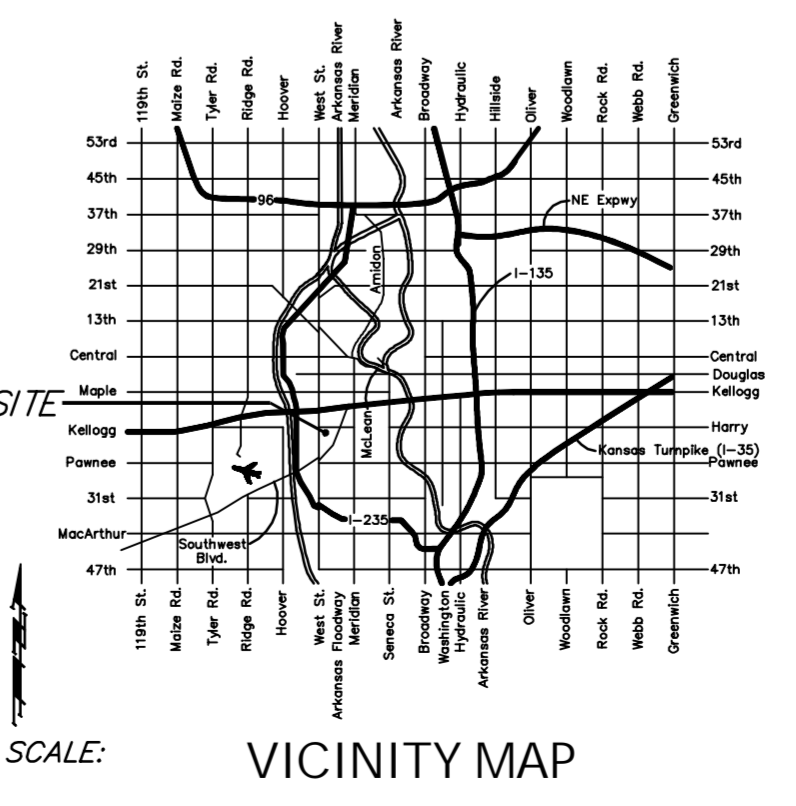 119th St.
Maize Rd.
Tyler Rd.
Ridge Rd.
Hoover
West St.
Arkansas River
Meridian
Arkansas River
Broadway
Hydraulic
Hillside
Oliver
Woodlawn
Rock Rd.
Webb Rd.
Greenwich
53rd
53rd
45th
45th
96
NE Expwy
37th
37th
29th
29th
Amidon
I-135
21st
21st
13th
13th
Central
Central
Douglas
Maple
Kellogg
SITE
McLean
Kellogg
Harry
Kansas Turnpike (I-35)
Pawnee
Pawnee
31st
31st
I-235
MacArthur
Southwest
Blvd.
47th
47th
119th St.
Maize Rd.
Tyler Rd.
Ridge Rd.
Hoover
West St.
Arkansas Floodway
Meridian
Seneca St.
Broadway
Washington
Hydraulic
Arkansas River
Oliver
Woodlawn
Rock Rd.
Webb Rd.
Greenwich
SCALE:
VICINITY MAP